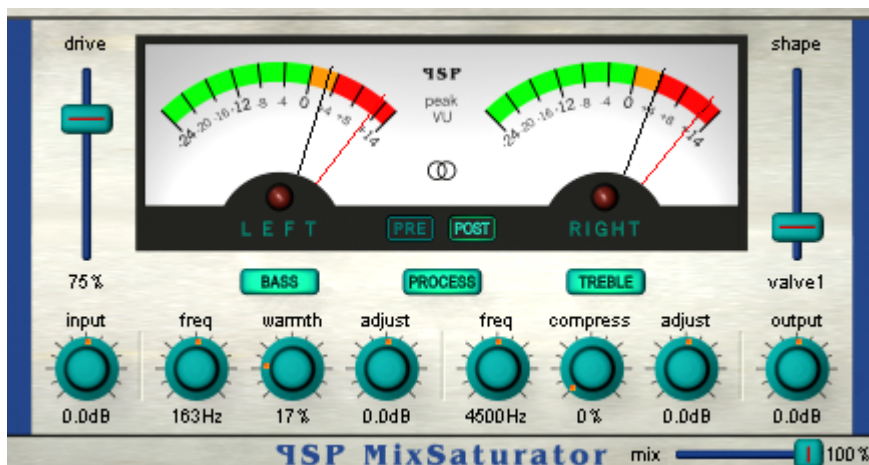 drive
shape
-24 -20 -16 -12 -8 -4 0 +4 +8 +14
PSP
peak
VU
-24 -20 -16 -12 -8 -4 0 +8 +14
LEFT
PRE
POST
RIGHT
75%
BASS
PROCESS
TREBLE
valve1
input
freq
warmth
adjust
freq
compress
adjust
output
0.0dB
163Hz
17%
0.0dB
4500Hz
0%
0.0dB
0.0dB
PSP MixSaturator
mix
100%